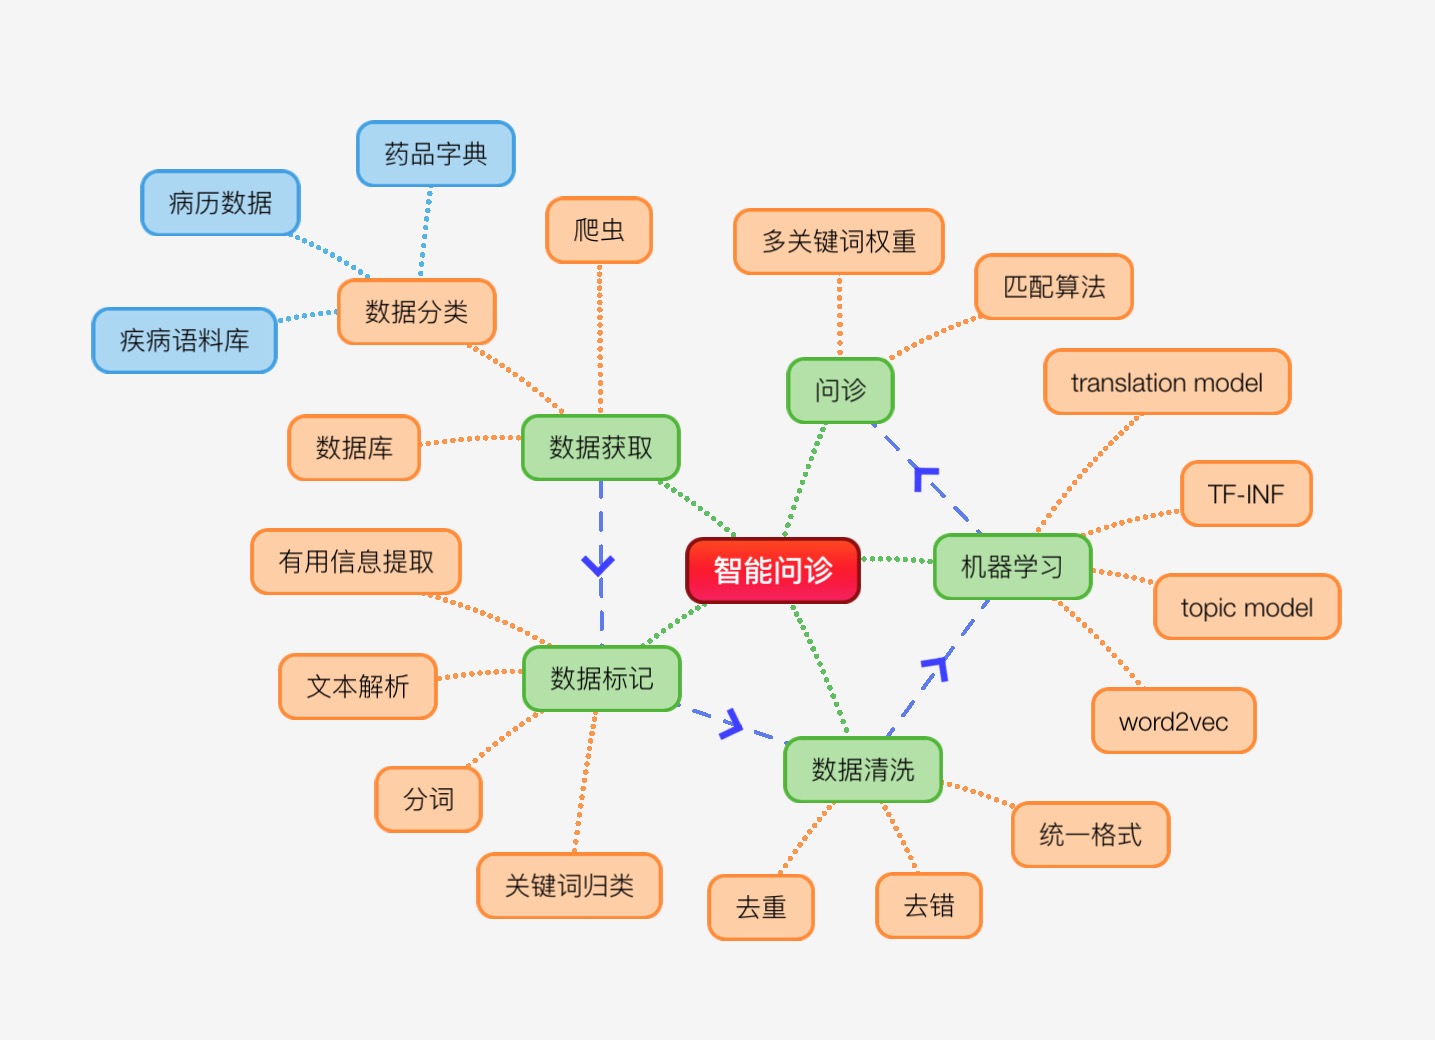 药品字典
病历数据
爬虫
多关键词权重
匹配算法
数据分类
疾病语料库
translation model
问诊
数据库
数据获取
TF-INF
有用信息提取
智能问诊
机器学习
topic model
文本解析
数据标记
word2vec
数据清洗
分词
统一格式
关键词归类
去重
去错